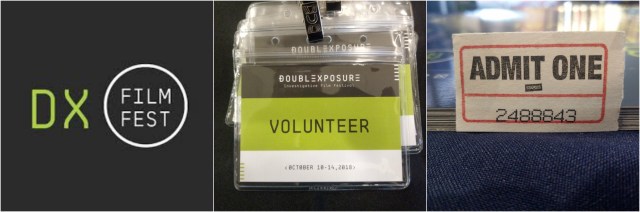 DX
FILM
FEST
DOUBLEXPOSURE
DOUBLEXPOSURE
Investigative Film Festival
VOLUNTEER
OCTOBER 10-14, 2018
ADMIT ONE
2488843